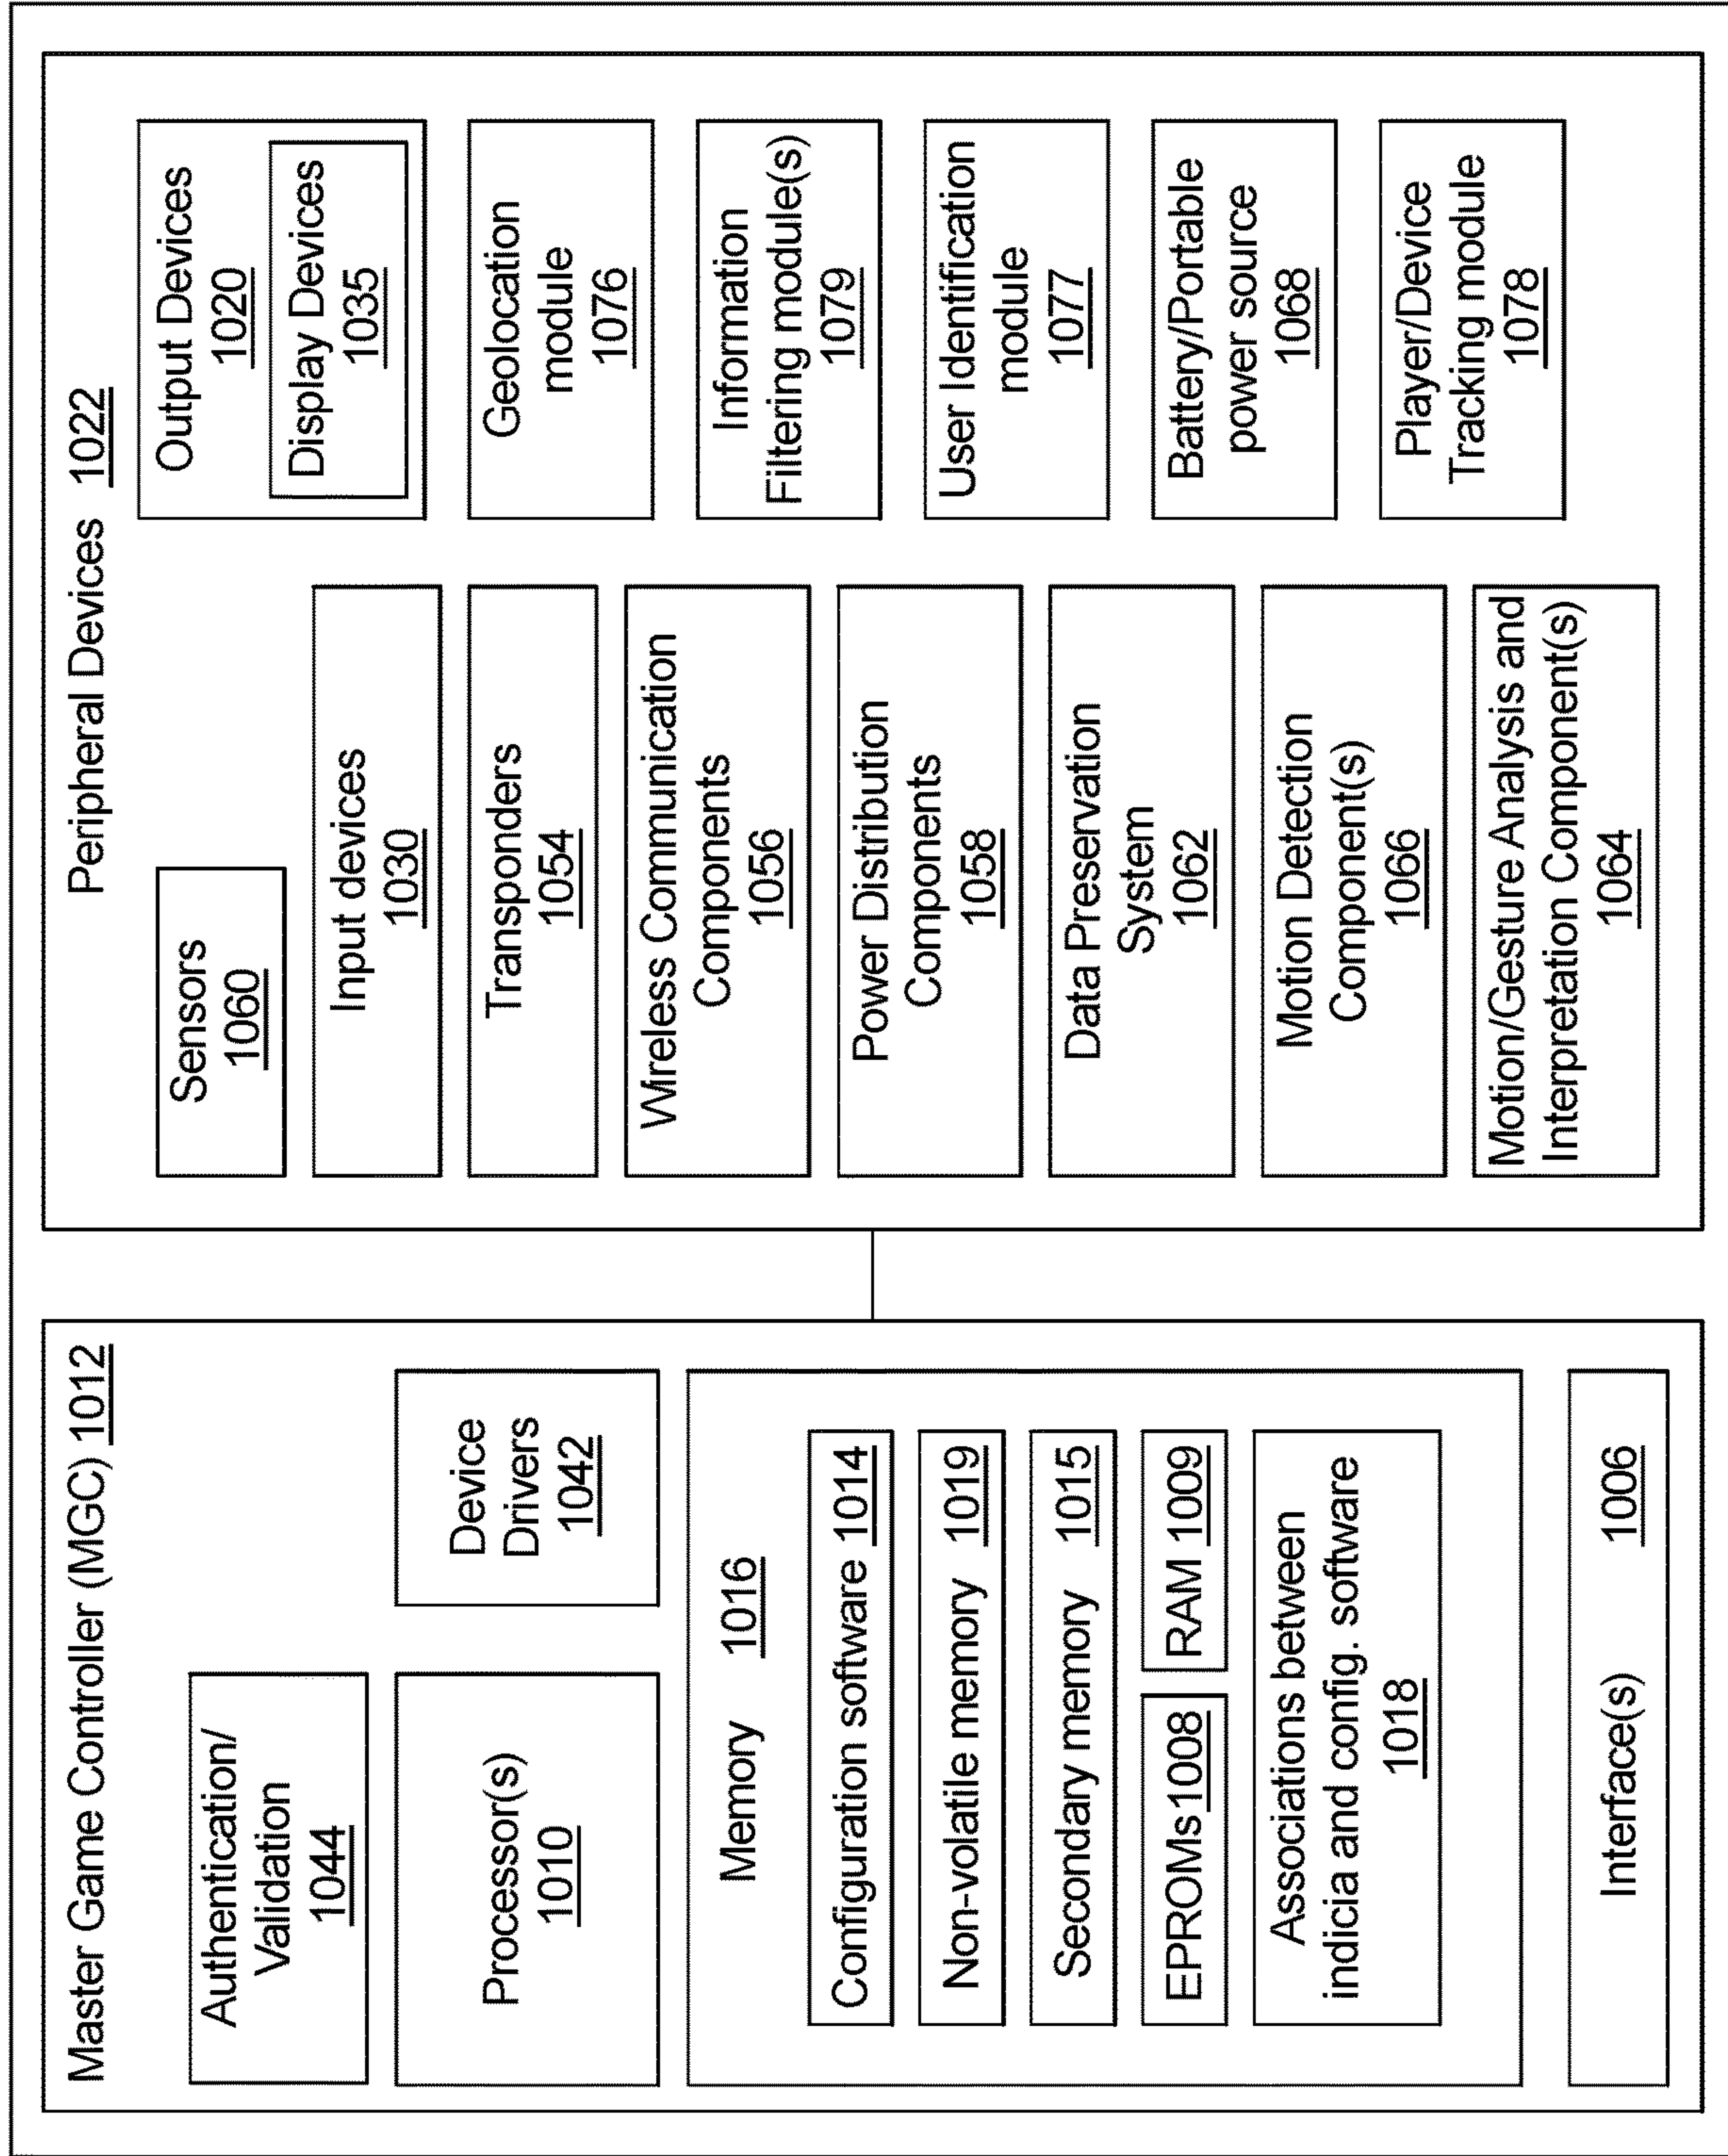 Master Game Controller (MGC) 1012
Authentication/
Validation
1044
Processor(s)
1010
Device
Drivers
1042
Memory 1016
Configuration software 1014
Non-volatile memory 1019
Secondary memory 1015
EPROMs 1008
RAM 1009
Associations between
indicia and config. software
1018
Interface(s) 1006
Peripheral Devices 1022
Sensors
1060
Input devices
1030
Transponders
1054
Wireless Communication
Components
1056
Power Distribution
Components
1058
Data Preservation
System
1062
Motion Detection
Component(s)
1066
Motion/Gesture Analysis and
Interpretation Component(s)
1064
Output Devices
1020
Display Devices
1035
Geolocation
module
1076
Information
Filtering module(s)
1079
User Identification
module
1077
Battery/Portable
power source
1068
Player/Device
Tracking module
1078